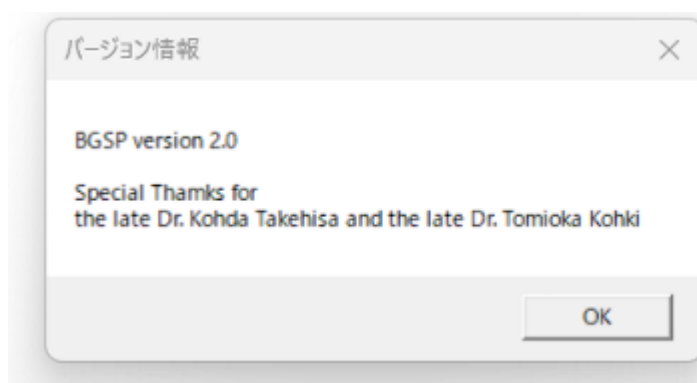 バージョン情報
BGSP version 2.0
Special Thamks for
the late Dr. Kohda Takehisa and the late Dr. Tomioka Kohki
OK